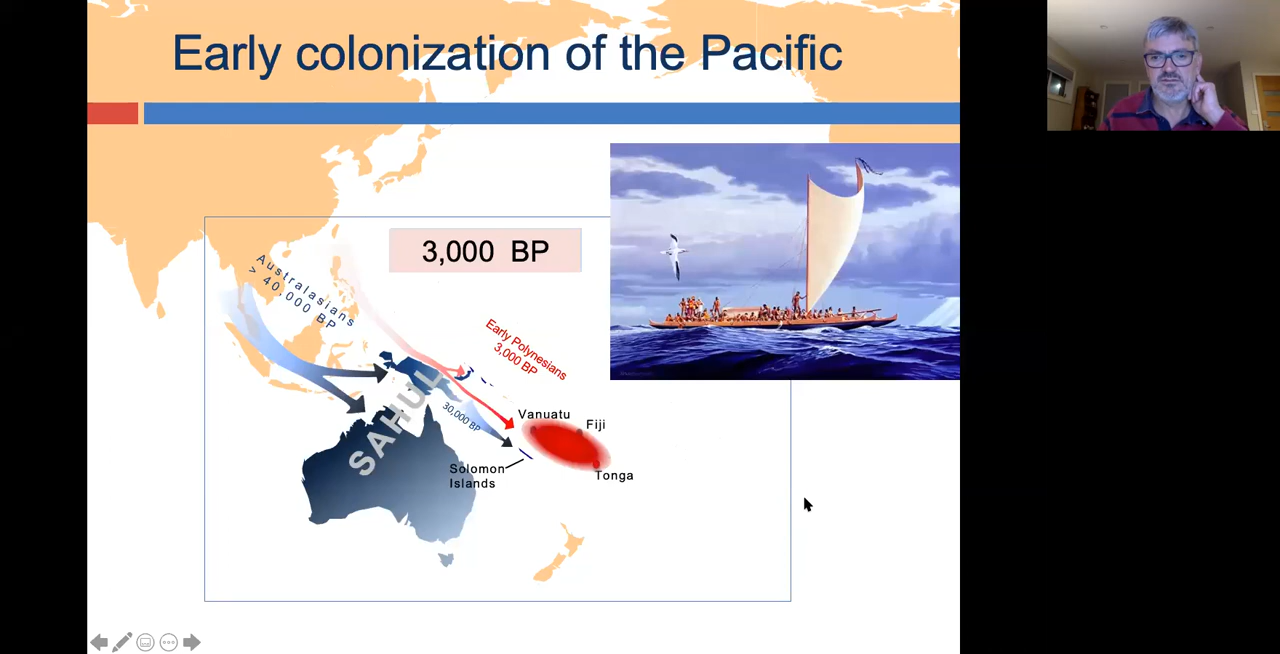 Early colonization of the Pacific
3,000 BP
Australasians
> 40,000 BP
Early Polynesians
3,000 BP
SAHUL
30,000 BP
Vanuatu
Fiji
Solomon
Islands
Tonga